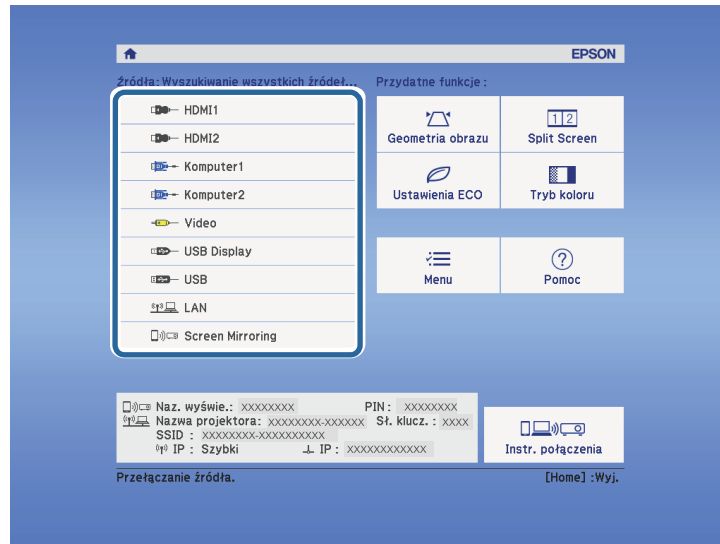 EPSON
Źródła: Wyszukiwanie wszystkich źródeł...
HDMI1
HDMI2
Komputer1
Komputer2
Video
USB Display
USB
LAN
Screen Mirroring
Przydatne funkcje :
Geometria obrazu
1 2
Split Screen
Ustawienia ECO
Tryb koloru
Menu
?
Pomoc
Naz. wyświe.: XXXXXXXX PIN : XXXXXXXX
Nazwa projektora: XXXXXXXX-XXXXXX Sł. klucz. : XXXX
SSID : XXXXXXXX-XXXXXXXXXX
IP : Szybki IP : XXXXXXXXXXXX
Instr. połączenia
Przełączanie źródła. [Home] :Wyj.